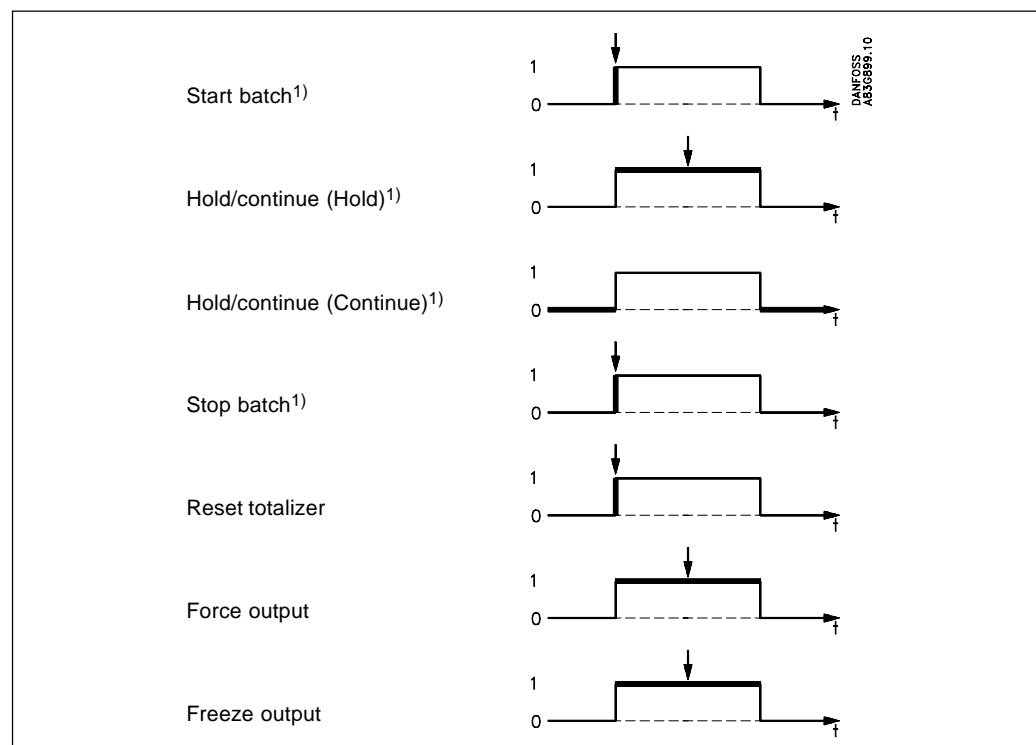 DANFOSS
A83G899.10
Start batch1)
1
0
t
Hold/continue (Hold)1)
1
0
t
Hold/continue (Continue)1)
1
0
t
Stop batch1)
1
0
t
Reset totalizer
1
0
t
Force output
1
0
t
Freeze output
1
0
t